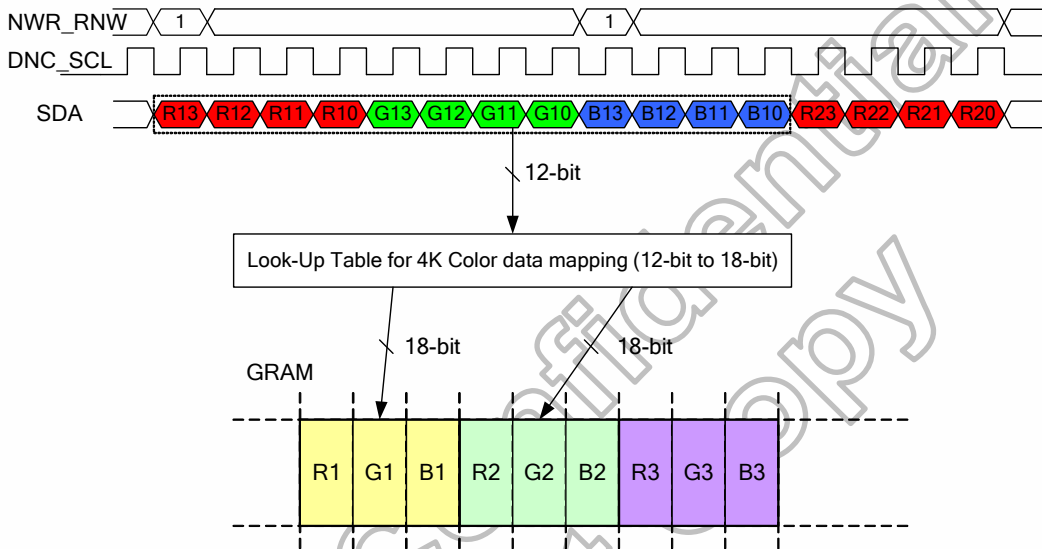 NWR_RNW 1 1
DNC_SCL
SDA R13 R12 R11 R10 G13 G12 G11 G10 B13 B12 B11 B10 R23 R22 R21 R20
12-bit
Look-Up Table for 4K Color data mapping (12-bit to 18-bit)
18-bit 18-bit
GRAM
R1 G1 B1 R2 G2 B2 R3 G3 B3
Confidential
Copy